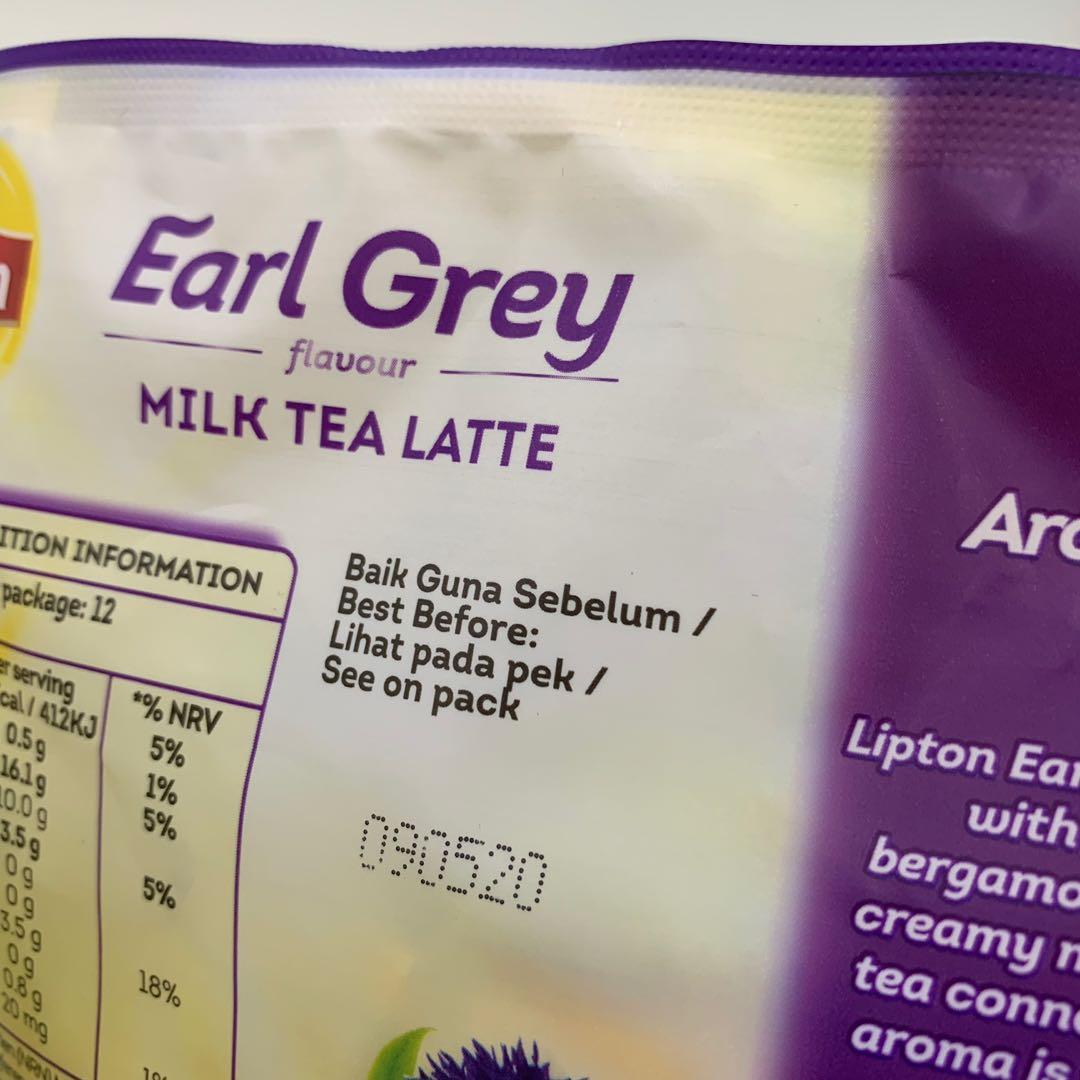 Earl Grey
flavour
MILK TEA LATTE
ITION INFORMATION
package: 12
er serving
cal / 412KJ
*% NRV
0.5 g
5%
16.1 g
1%
10.0 g
5%
3.5 g
0 g
5%
0 g
3.5 g
0 g
18%
0.8 g
20 mg
Baik Guna Sebelum /
Best Before:
Lihat pada pek /
See on pack
090520
Aro
Lipton Ear
with
bergamo
creamy m
tea conn
aroma is